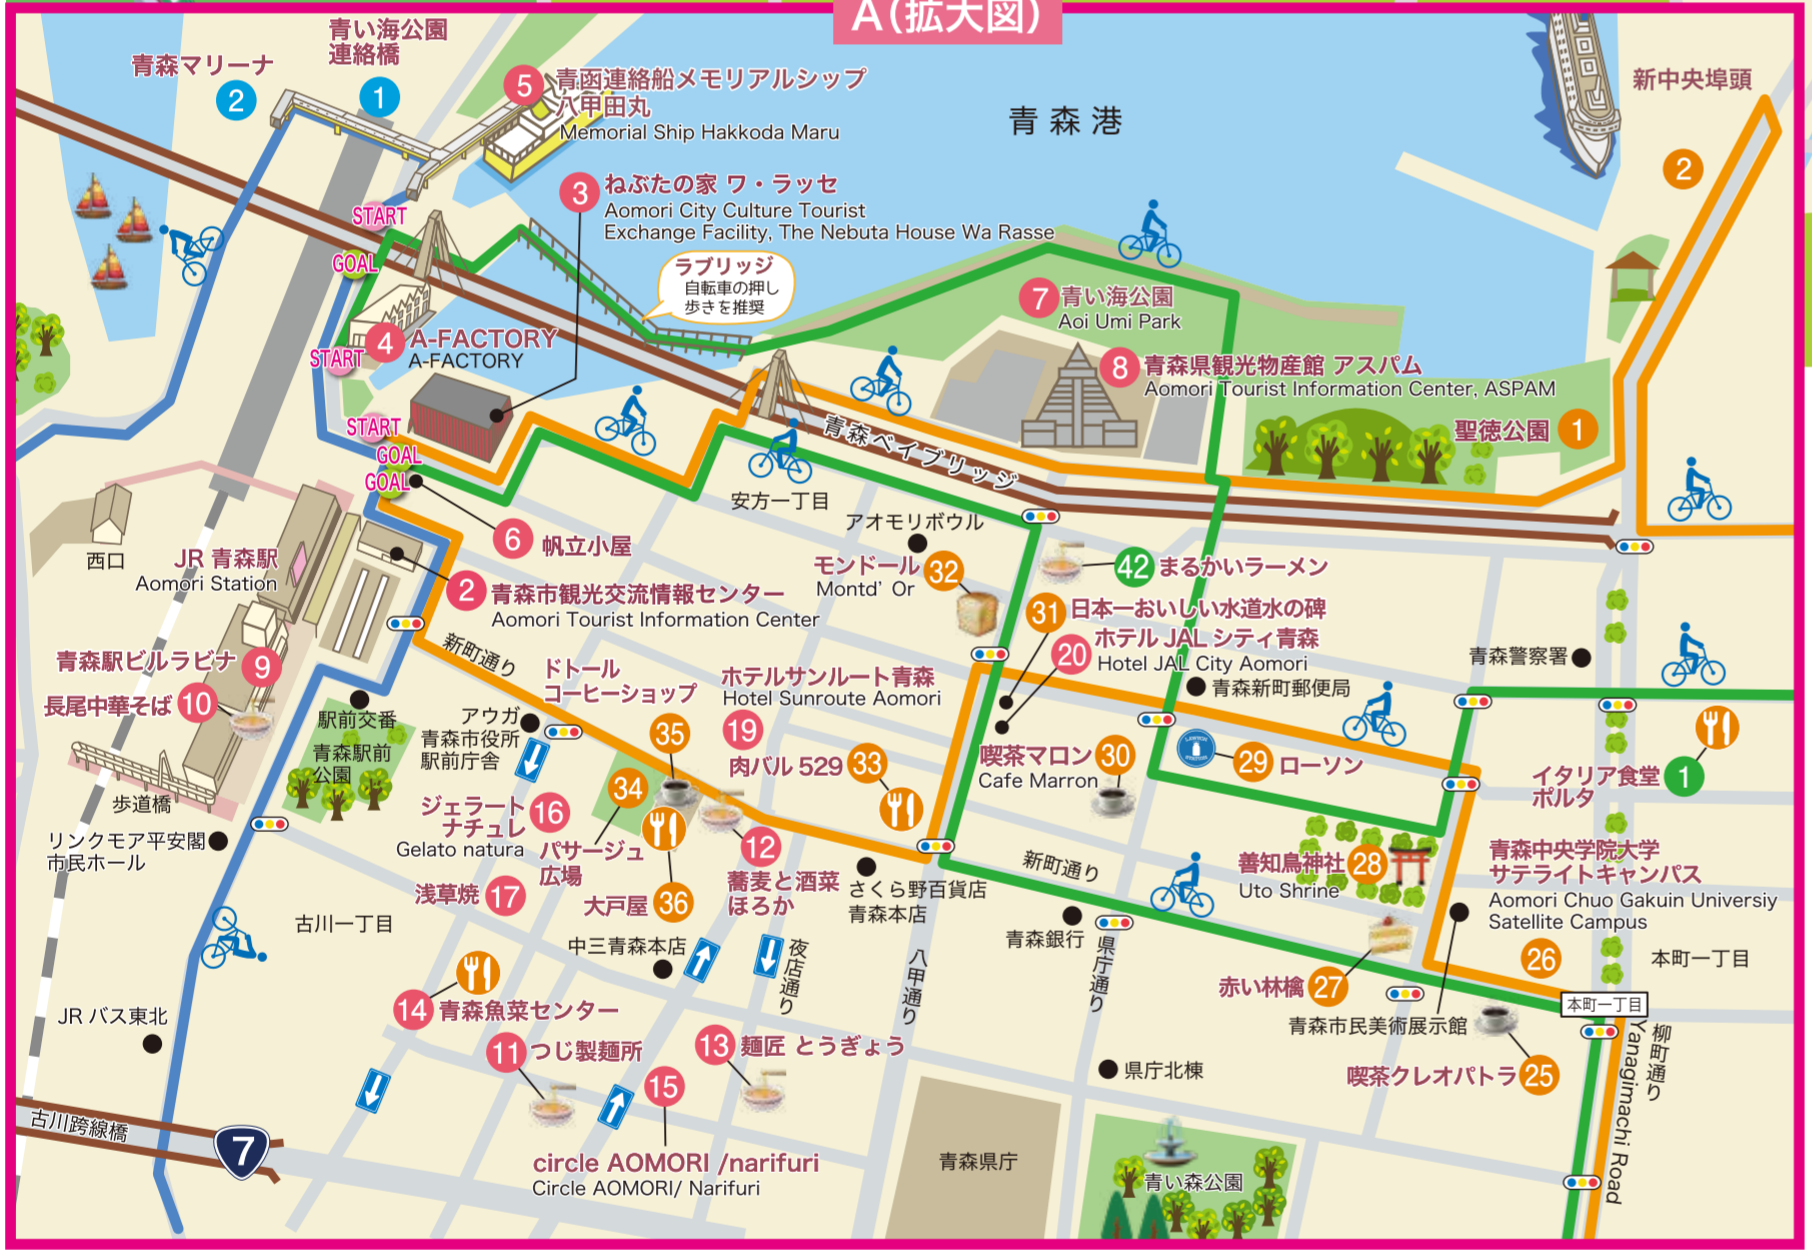 A(拡大図)
青い海公園
連絡橋
1
青森マリーナ
2
5
青函連絡船メモリアルシップ
八甲田丸
Memorial Ship Hakkoda Maru
青森港
新中央埠頭
2
3
ねぶたの家 ワ・ラッセ
Aomori City Culture Tourist
Exchange Facility, The Nebuta House Wa Rasse
START
GOAL
ラブリッジ
自転車の押し
歩きを推奨
7
青い海公園
Aoi Umi Park
START
4
A-FACTORY
A-FACTORY
8
青森県観光物産館 アスパム
Aomori Tourist Information Center, ASPAM
聖徳公園
1
START
GOAL
GOAL
青森ベイブリッジ
安方一丁目
アオモリボウル
6
帆立小屋
西口
JR 青森駅
Aomori Station
2
青森市観光交流情報センター
Aomori Tourist Information Center
モンドール
Montd' Or
32
42
まるかいラーメン
31
日本一おいしい水道水の碑
20
ホテル JAL シティ青森
Hotel JAL City Aomori
青森警察署
青森新町郵便局
新町通り
青森駅ビルラビナ
9
長尾中華そば
10
駅前交番
青森駅前
公園
歩道橋
アウガ
青森市役所
駅前庁舎
ドトール
コーヒーショップ
35
ホテルサンルート青森
Hotel Sunroute Aomori
19
肉バル 529
33
喫茶マロン
Cafe Marron
30
29
ローソン
イタリア食堂
ポルタ
1
リンクモア平安閣
市民ホール
ジェラート
ナチュレ
Gelato natura
16
34
パサージュ
広場
12
蕎麦と酒菜
ほろか
さくら野百貨店
青森本店
新町通り
善知鳥神社
Uto Shrine
28
青森中央学院大学
サテライトキャンパス
Aomori Chuo Gakuin Universiy
Satellite Campus
26
浅草焼
17
大戸屋
36
古川一丁目
中三青森本店
夜店通り
八甲通り
青森銀行
県庁通り
赤い林檎
27
本町一丁目
本町一丁目
青森市民美術展示館
14
青森魚菜センター
JR バス東北
11
つじ製麺所
13
麺匠 とうぎょう
15
県庁北棟
喫茶クレオパトラ
25
柳町通り
Yanagimachi Road
古川跨線橋
7
circle AOMORI /narifuri
Circle AOMORI/ Narifuri
青森県庁
青い森公園